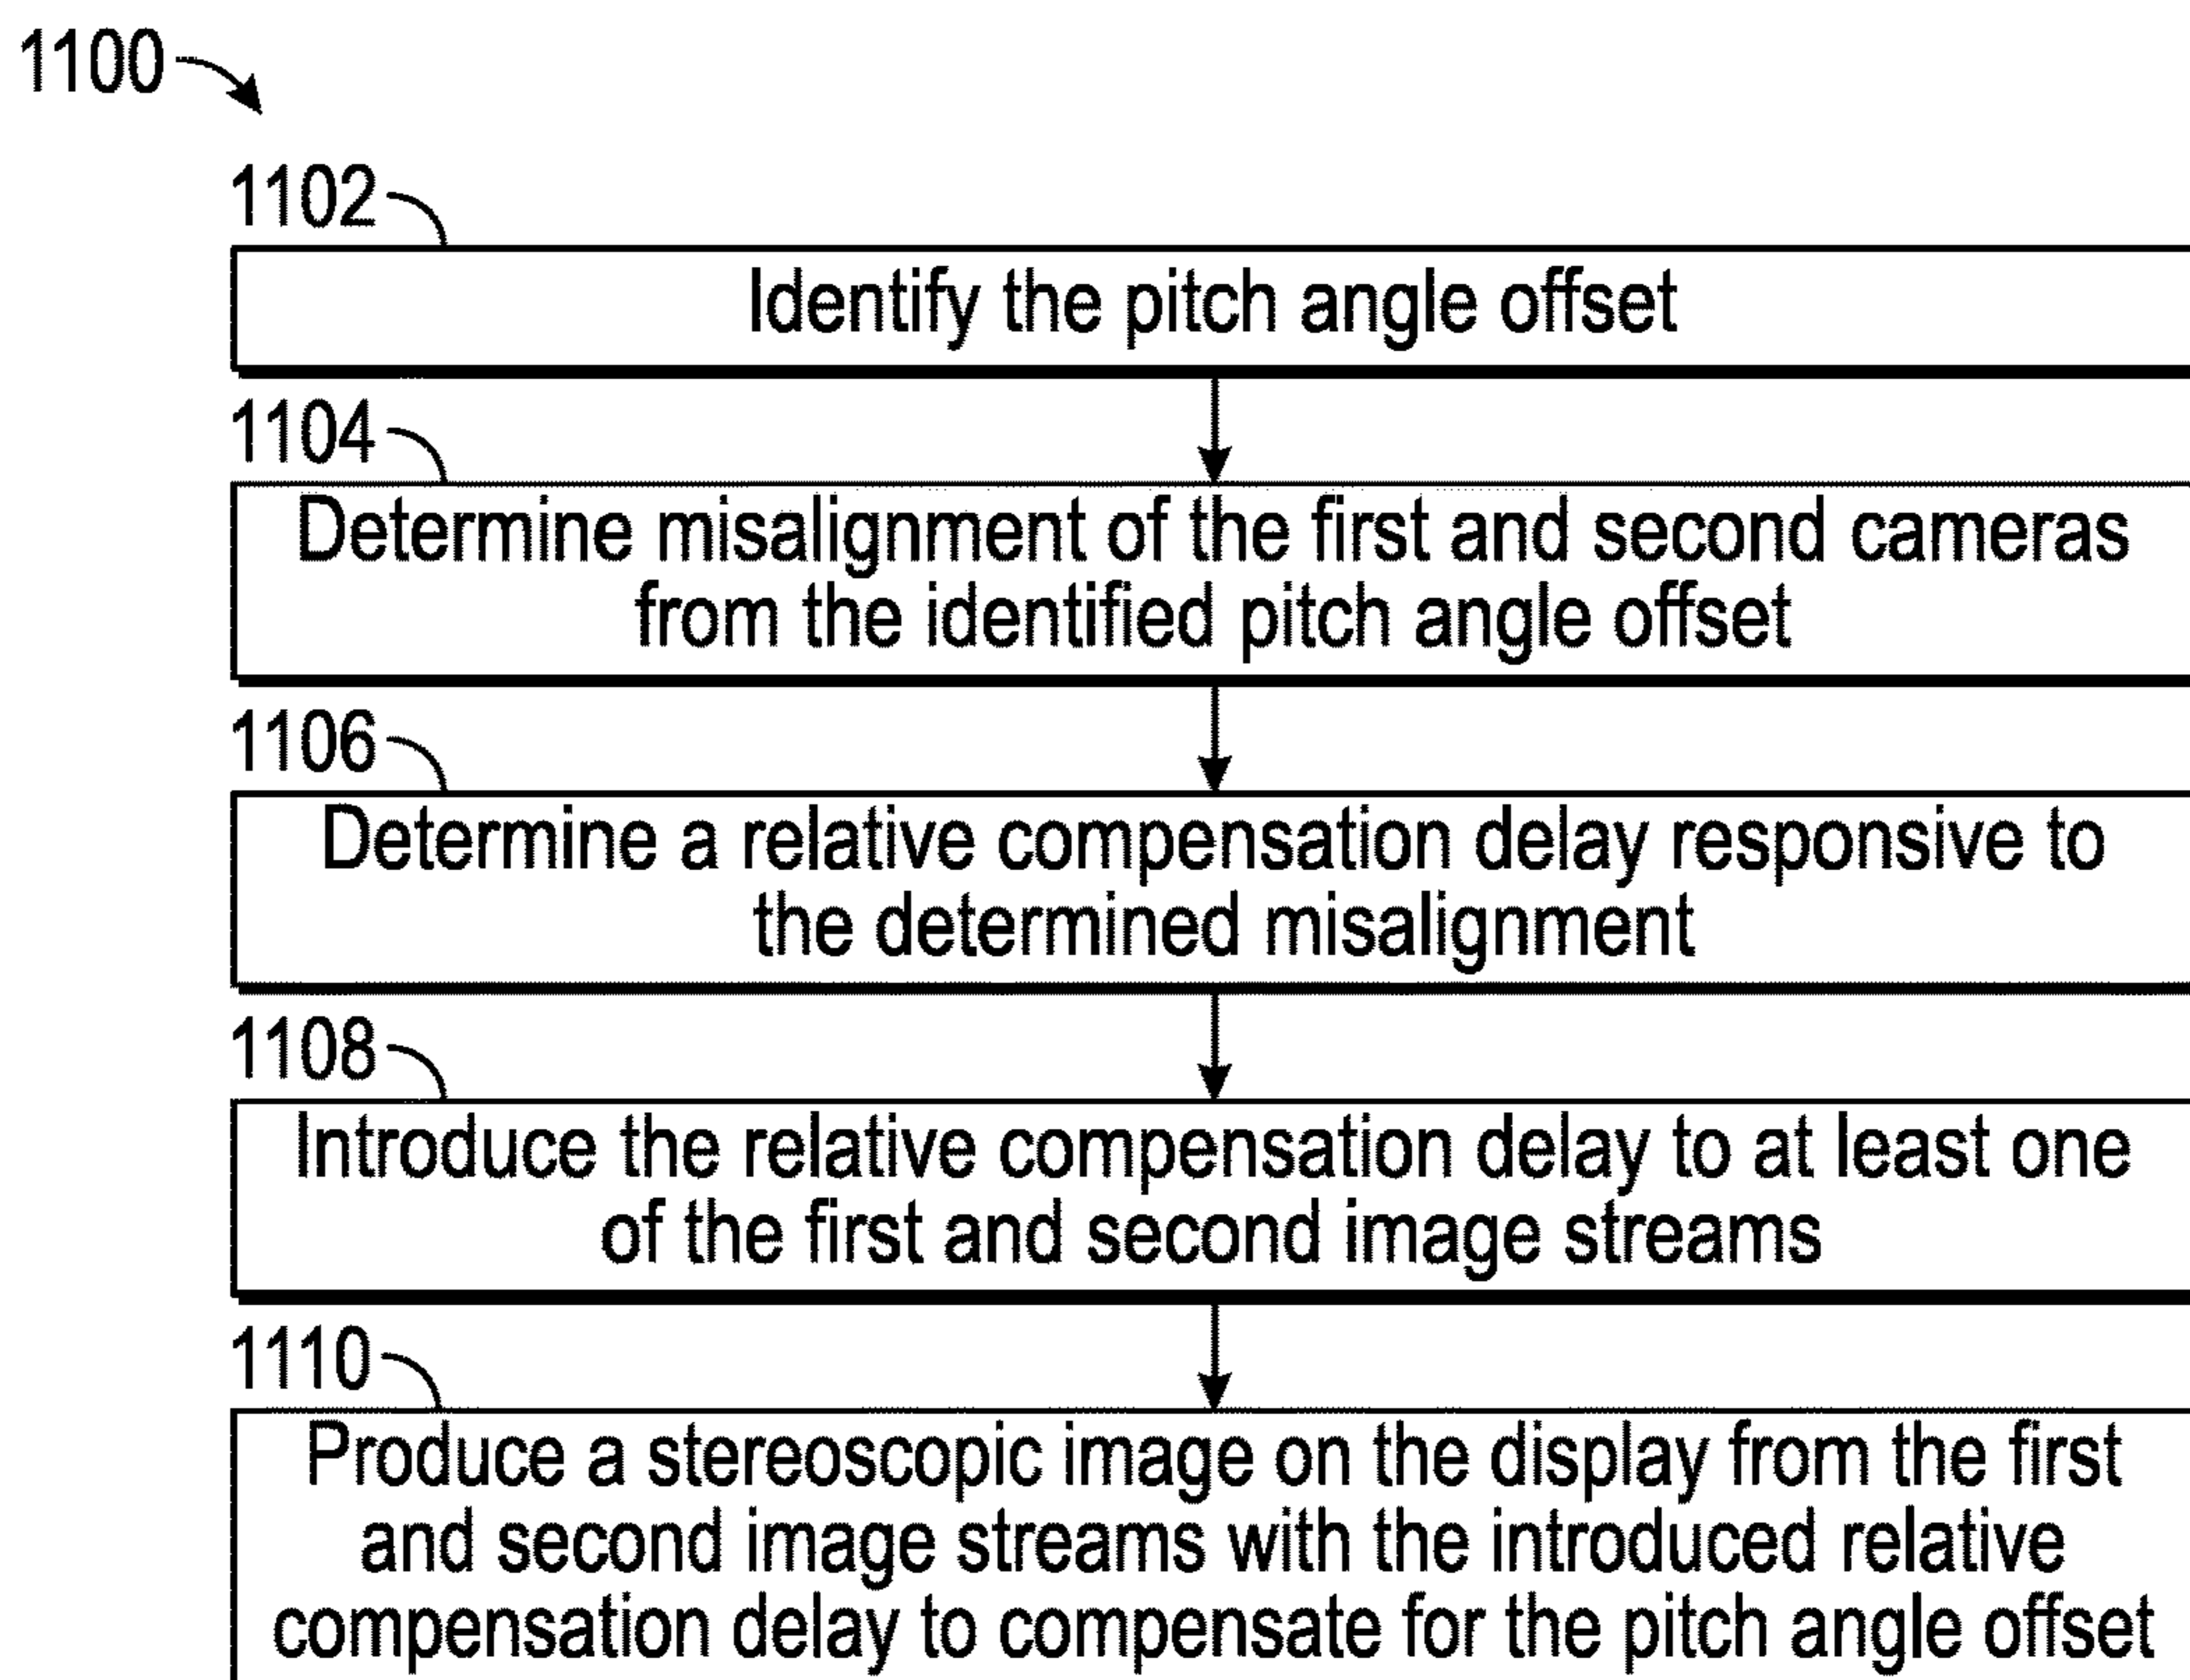 1100
1102
Identify the pitch angle offset
1104
Determine misalignment of the first and second cameras
from the identified pitch angle offset
1106
Determine a relative compensation delay responsive to
the determined misalignment
1108
Introduce the relative compensation delay to at least one
of the first and second image streams
1110
Produce a stereoscopic image on the display from the first
and second image streams with the introduced relative
compensation delay to compensate for the pitch angle offset